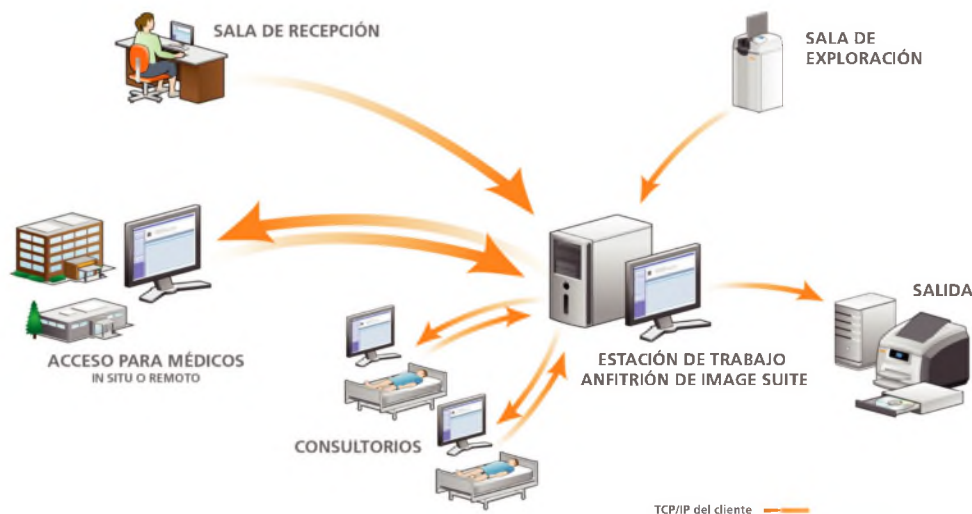 SALA DE RECEPCIÓN
SALA DE
EXPLORACIÓN
SALIDA
ACCESO PARA MÉDICOS
IN SITU O REMOTO
ESTACIÓN DE TRABAJO
ANFITRIÓN DE IMAGE SUITE
CONSULTORIOS
TCP/IP del cliente